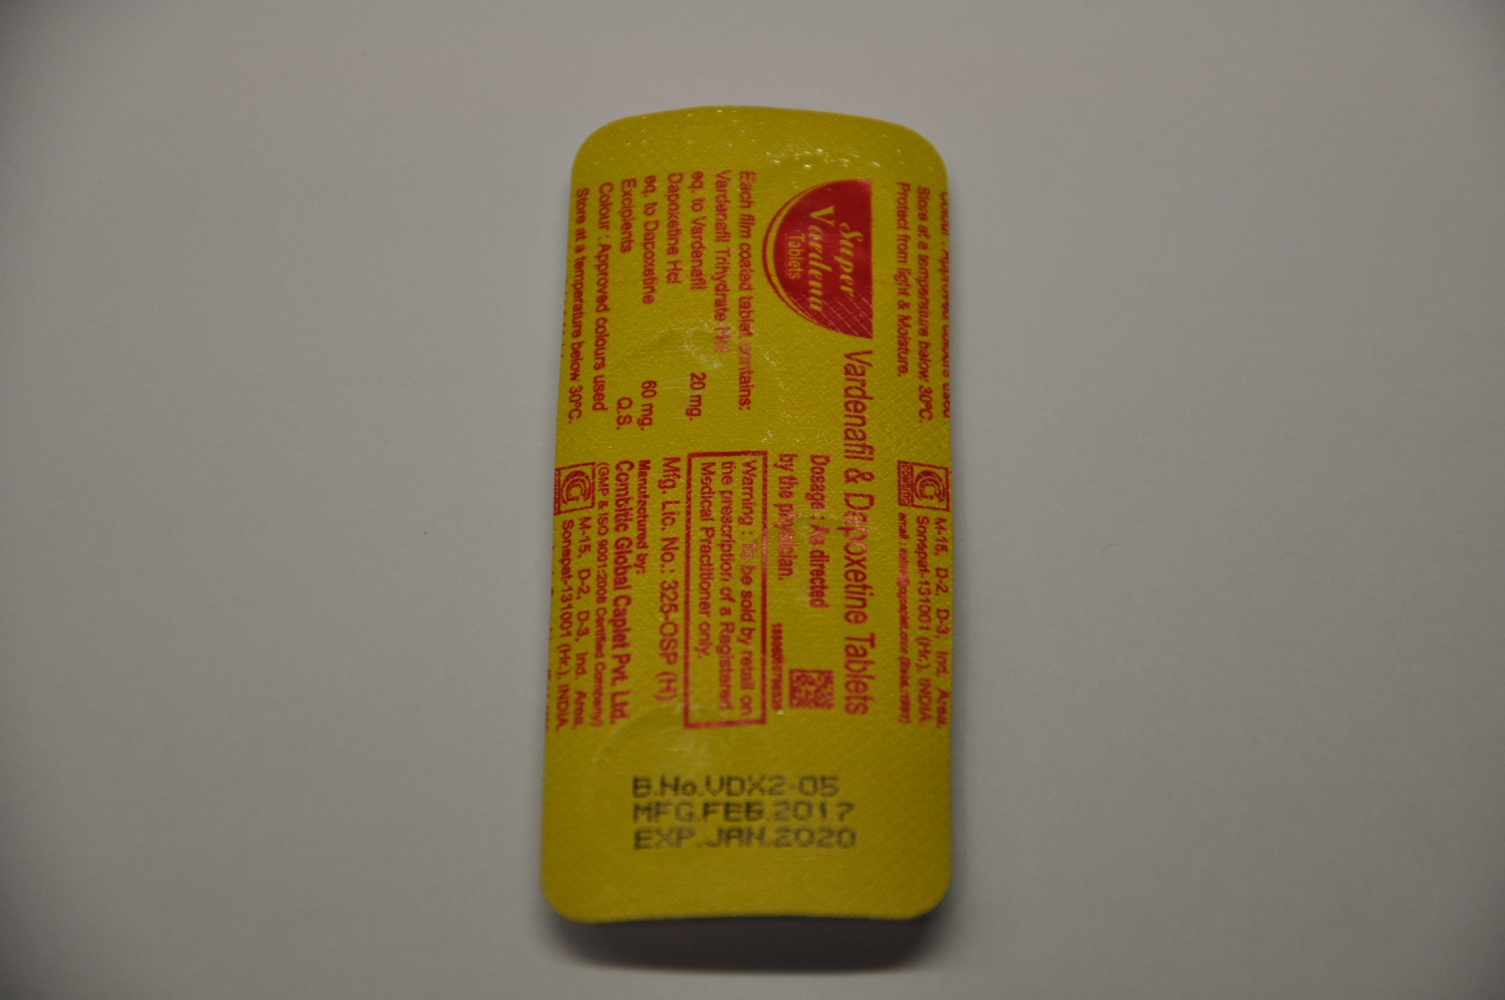 Colour : Approved colours used
Store at a temperature below 30°C.
Protect from light & Moisture.
M-15, D-2, D-3, Ind. Area,
Sonepat-131001 (Hr.), INDIA.
Super
Vardena
Tablets
Vardenafil & Dapoxetine Tablets
Dosage : As directed
by the physician.
Each film coated tablet contains:
Vardenafil Trihydrate Hcl
eq. to Vardenafil 20 mg.
Dapoxetine Hcl
eq. to Dapoxetine 60 mg.
Excipients Q.S.
Colour : Approved colours used
Store at a temperature below 30°C.
Warning : To be sold by retail on
the prescription of a Registered
Medical Practitioner only.
Mfg. Lic. No.: 325-OSP (H)
Manufactured by:
Combitic Global Caplet Pvt. Ltd.
(GMP & ISO 9001:2008 Certified Company)
M-15, D-2, D-3, Ind. Area,
Sonepat-131001 (Hr.), INDIA.
B.No.VDX2-05
MFG.FEB.2017
EXP.JAN.2020